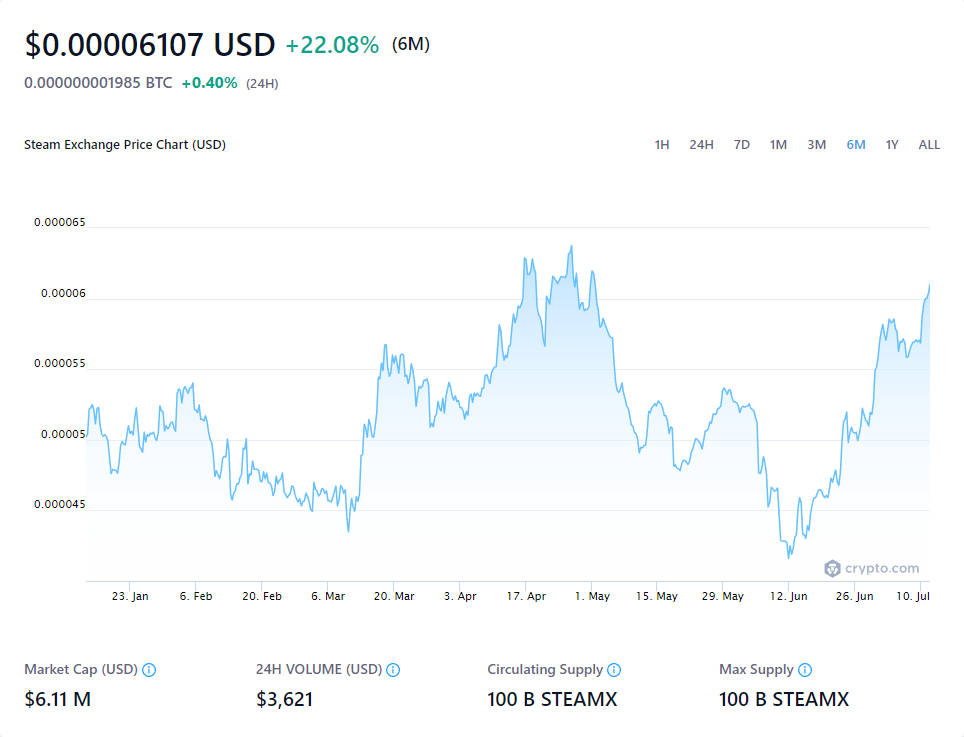 $0.00006107 USD +22.08% (6M)
0.000000001985 BTC +0.40% (24H)
Steam Exchange Price Chart (USD) 1H 24H 7D 1M 3M 6M 1Y ALL
0.000065
0.00006
0.000055
0.00005
0.000045
crypto.com
23. Jan 6. Feb 20. Feb 6. Mar 20. Mar 3. Apr 17. Apr 1. May 15. May 29. May 12. Jun 26. Jun 10. Jul
Market Cap (USD) 24H VOLUME (USD) Circulating Supply Max Supply
$6.11 M $3,621 100 B STEAMX 100 B STEAMX